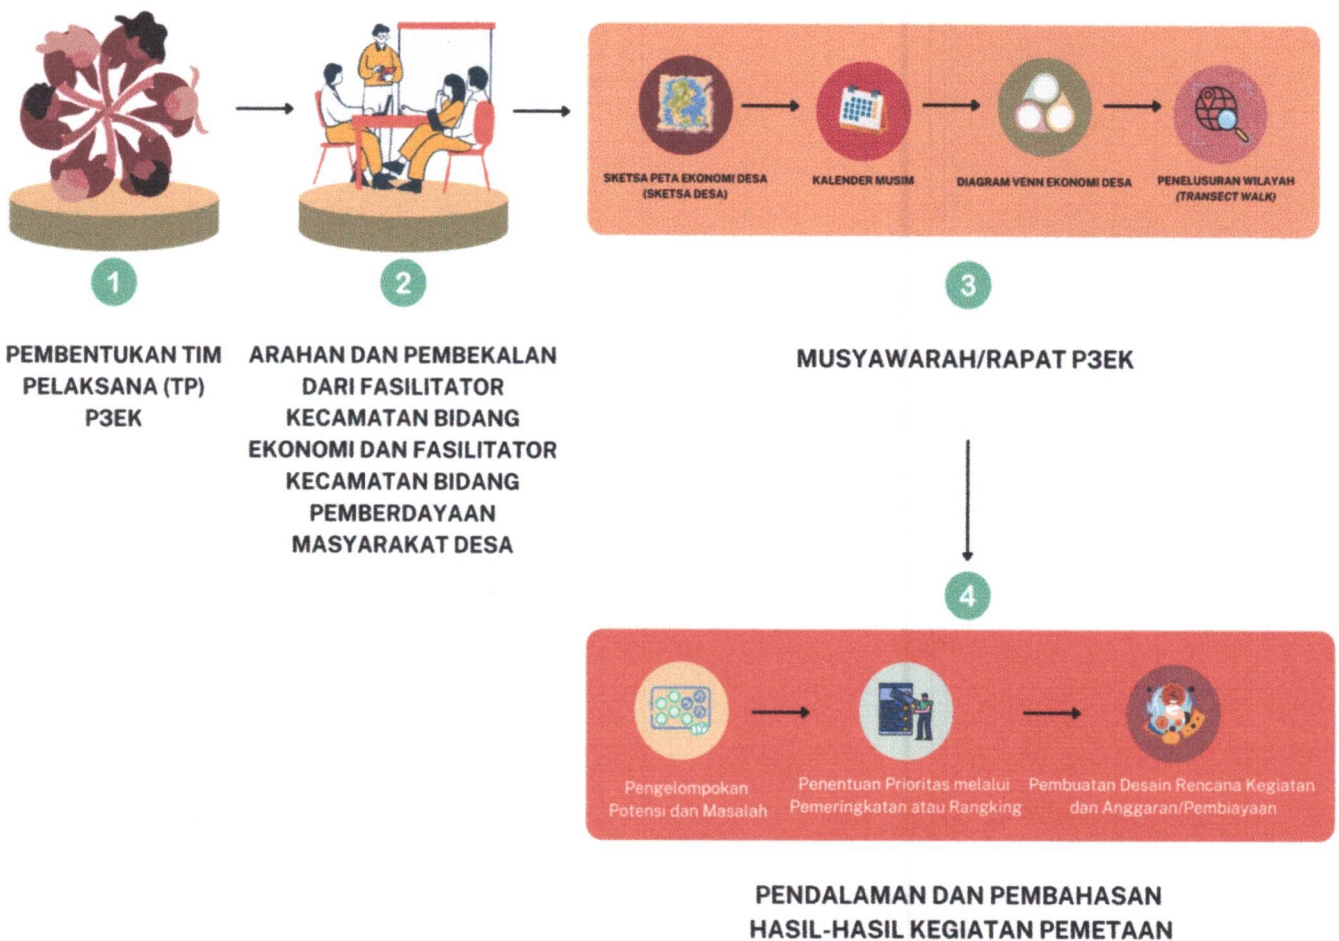 1
PEMBENTUKAN TIM
PELAKSANA (TP)
P3EK
2
ARAHAN DAN PEMBEKALAN
DARI FASILITATOR
KECAMATAN BIDANG
EKONOMI DAN FASILITATOR
KECAMATAN BIDANG
PEMBERDAYAAN
MASYARAKAT DESA
SKETSA PETA EKONOMI DESA
(SKETSA DESA)
KALENDER MUSIM
DIAGRAM VENN EKONOMI DESA
PENELUSURAN WILAYAH
(TRANSECT WALK)
3
MUSYAWARAH/RAPAT P3EK
4
Pengelompokan
Potensi dan Masalah
Penentuan Prioritas melalui
Pemeringkatan atau Rangking
Pembuatan Desain Rencana Kegiatan
dan Anggaran/Pembiayaan
PENDALAMAN DAN PEMBAHASAN
HASIL-HASIL KEGIATAN PEMETAAN